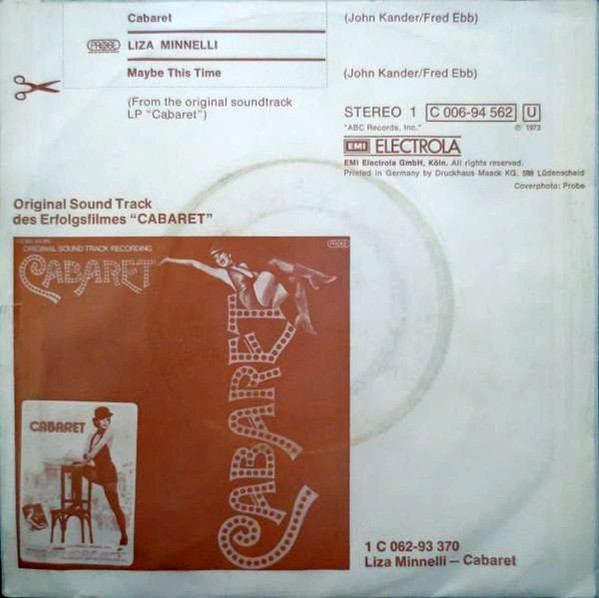 Cabaret (John Kander/Fred Ebb)
PROBE LIZA MINNELLI
Maybe This Time (John Kander/Fred Ebb)
(From the original soundtrack
LP "Cabaret")
STEREO 1 C 006-94 562 U
"ABC Records, Inc." ℗ 1973
EMI ELECTROLA
EMI Electrola GmbH, Köln. All rights reserved.
Printed in Germany by Druckhaus Maack KG, 588 Lüdenscheid
Coverphoto: Probe
Original Sound Track
des Erfolgsfilmes "CABARET"
ORIGINAL SOUND TRACK RECORDING
PROBE
CABARET
CABARET
CABARET
1 C 062-93 370
Liza Minnelli – Cabaret